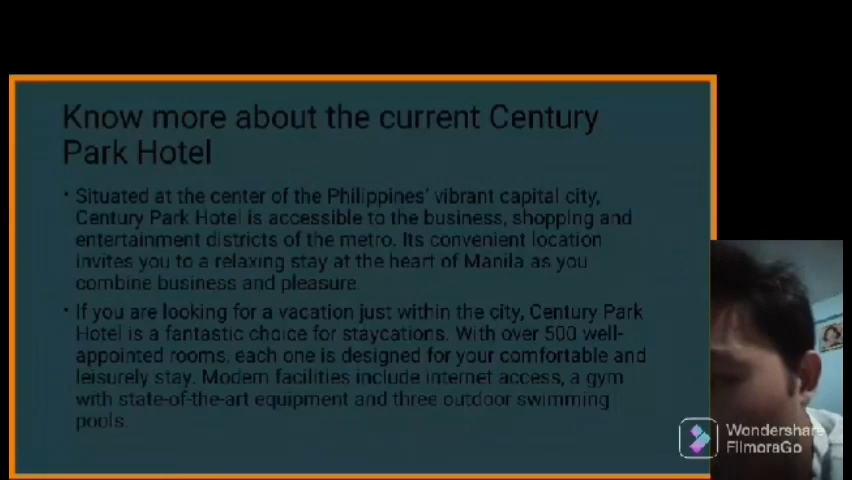 Know more about the current Century
Park Hotel
• Situated at the center of the Philippines' vibrant capital city,
Century Park Hotel is accessible to the business, shopping and
entertainment districts of the metro. Its convenient location
invites you to a relaxing stay at the heart of Manila as you
combine business and pleasure.
• If you are looking for a vacation just within the city, Century Park
Hotel is a fantastic choice for staycations. With over 500 well-
appointed rooms, each one is designed for your comfortable and
leisurely stay. Modern facilities include internet access, a gym
with state-of-the-art equipment and three outdoor swimming
pools.
Wondershare
FilmoraGo